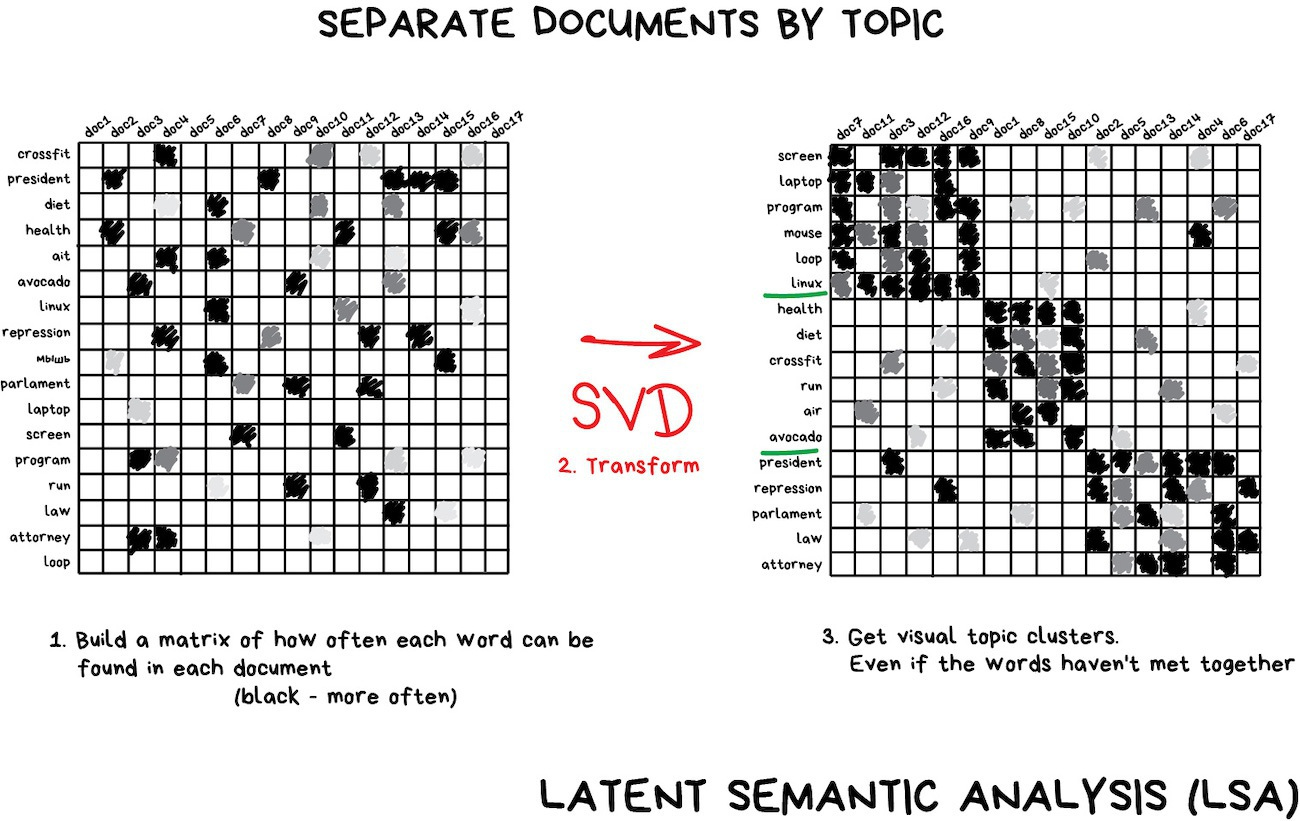 SEPARATE DOCUMENTS BY TOPIC
doc1 doc2 doc3 doc4 doc5 doc6 doc7 doc8 doc9 doc10 doc11 doc12 doc13 doc14 doc15 doc16 doc17
crossfit
president
diet
health
ait
avocado
linux
repression
мышь
parlament
laptop
screen
program
run
law
attorney
loop
1. Build a matrix of how often each word can be
found in each document
(black - more often)
SVD
2. Transform
doc7 doc11 doc3 doc12 doc16 doc9 doc1 doc8 doc15 doc10 doc2 doc5 doc13 doc14 doc4 doc6 doc17
screen
laptop
program
mouse
loop
linux
health
diet
crossfit
run
air
avocado
president
repression
parlament
law
attorney
3. Get visual topic clusters.
Even if the words haven't met together
LATENT SEMANTIC ANALYSIS (LSA)